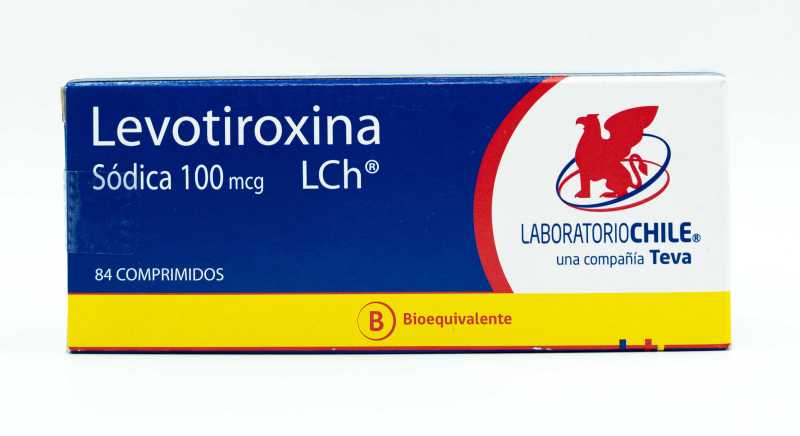 Levotiroxina
Sódica 100 mcg LCh®
84 COMPRIMIDOS
LABORATORIOCHILE®
una compañía Teva
B Bioequivalente